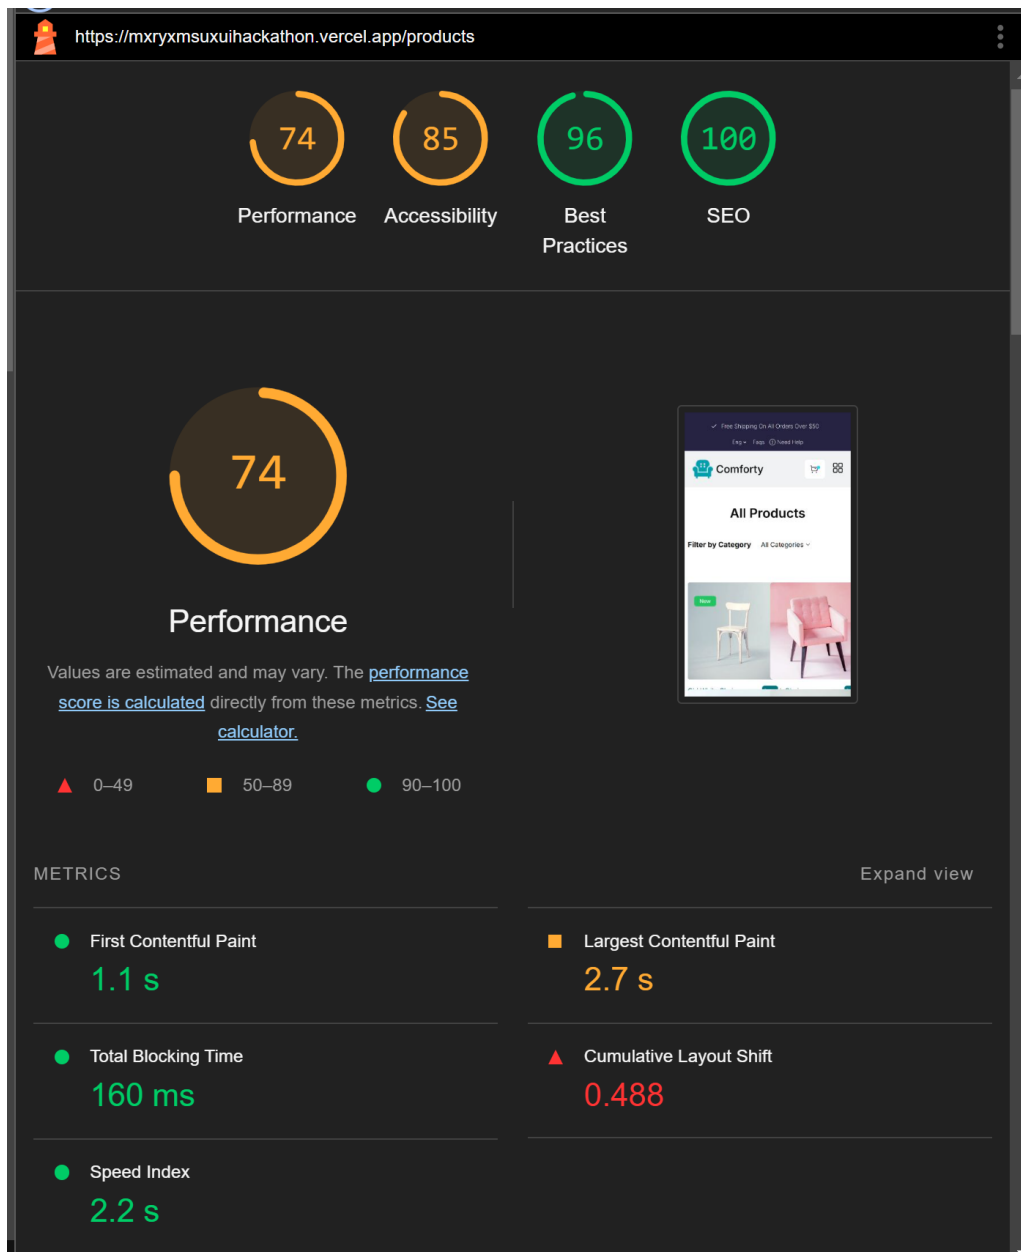 https://mxryxmsuxuihackathon.vercel.app/products
74
85
96
100
Performance
Accessibility
Best
Practices
SEO
74
Performance
Values are estimated and may vary. The performance
score is calculated directly from these metrics. See
calculator.
0–49
50–89
90–100
Free Shipping On All Orders Over $50
Eng Faqs Need Help
Comforty
All Products
Filter by Category All Categories
New
METRICS
Expand view
First Contentful Paint
1.1 s
Largest Contentful Paint
2.7 s
Total Blocking Time
160 ms
Cumulative Layout Shift
0.488
Speed Index
2.2 s